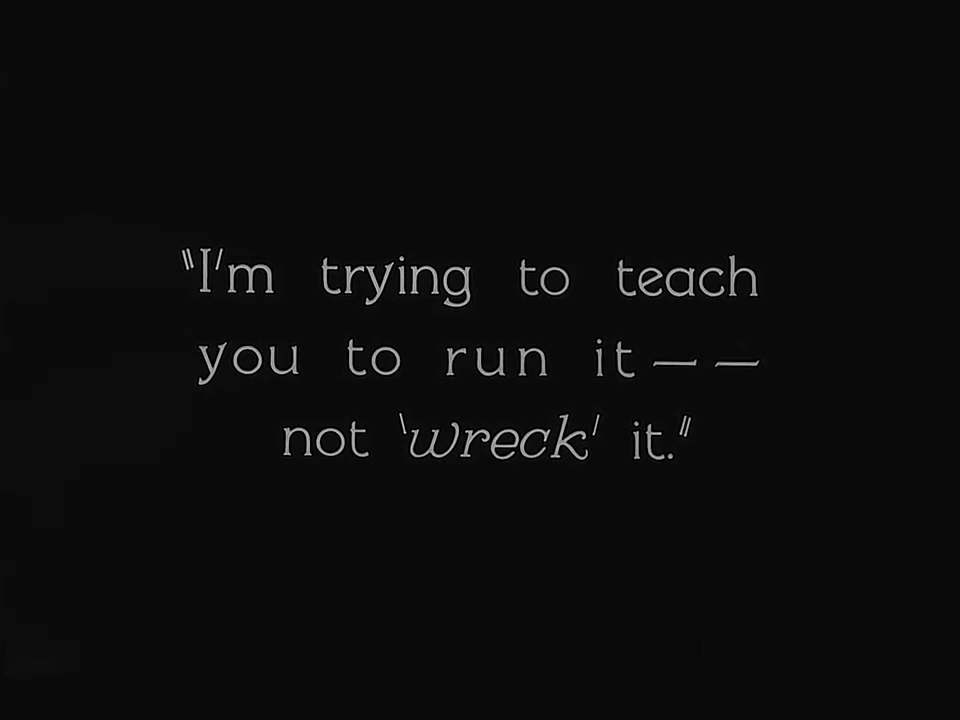 "I'm trying to teach
you to run it — —
not 'wreck' it."